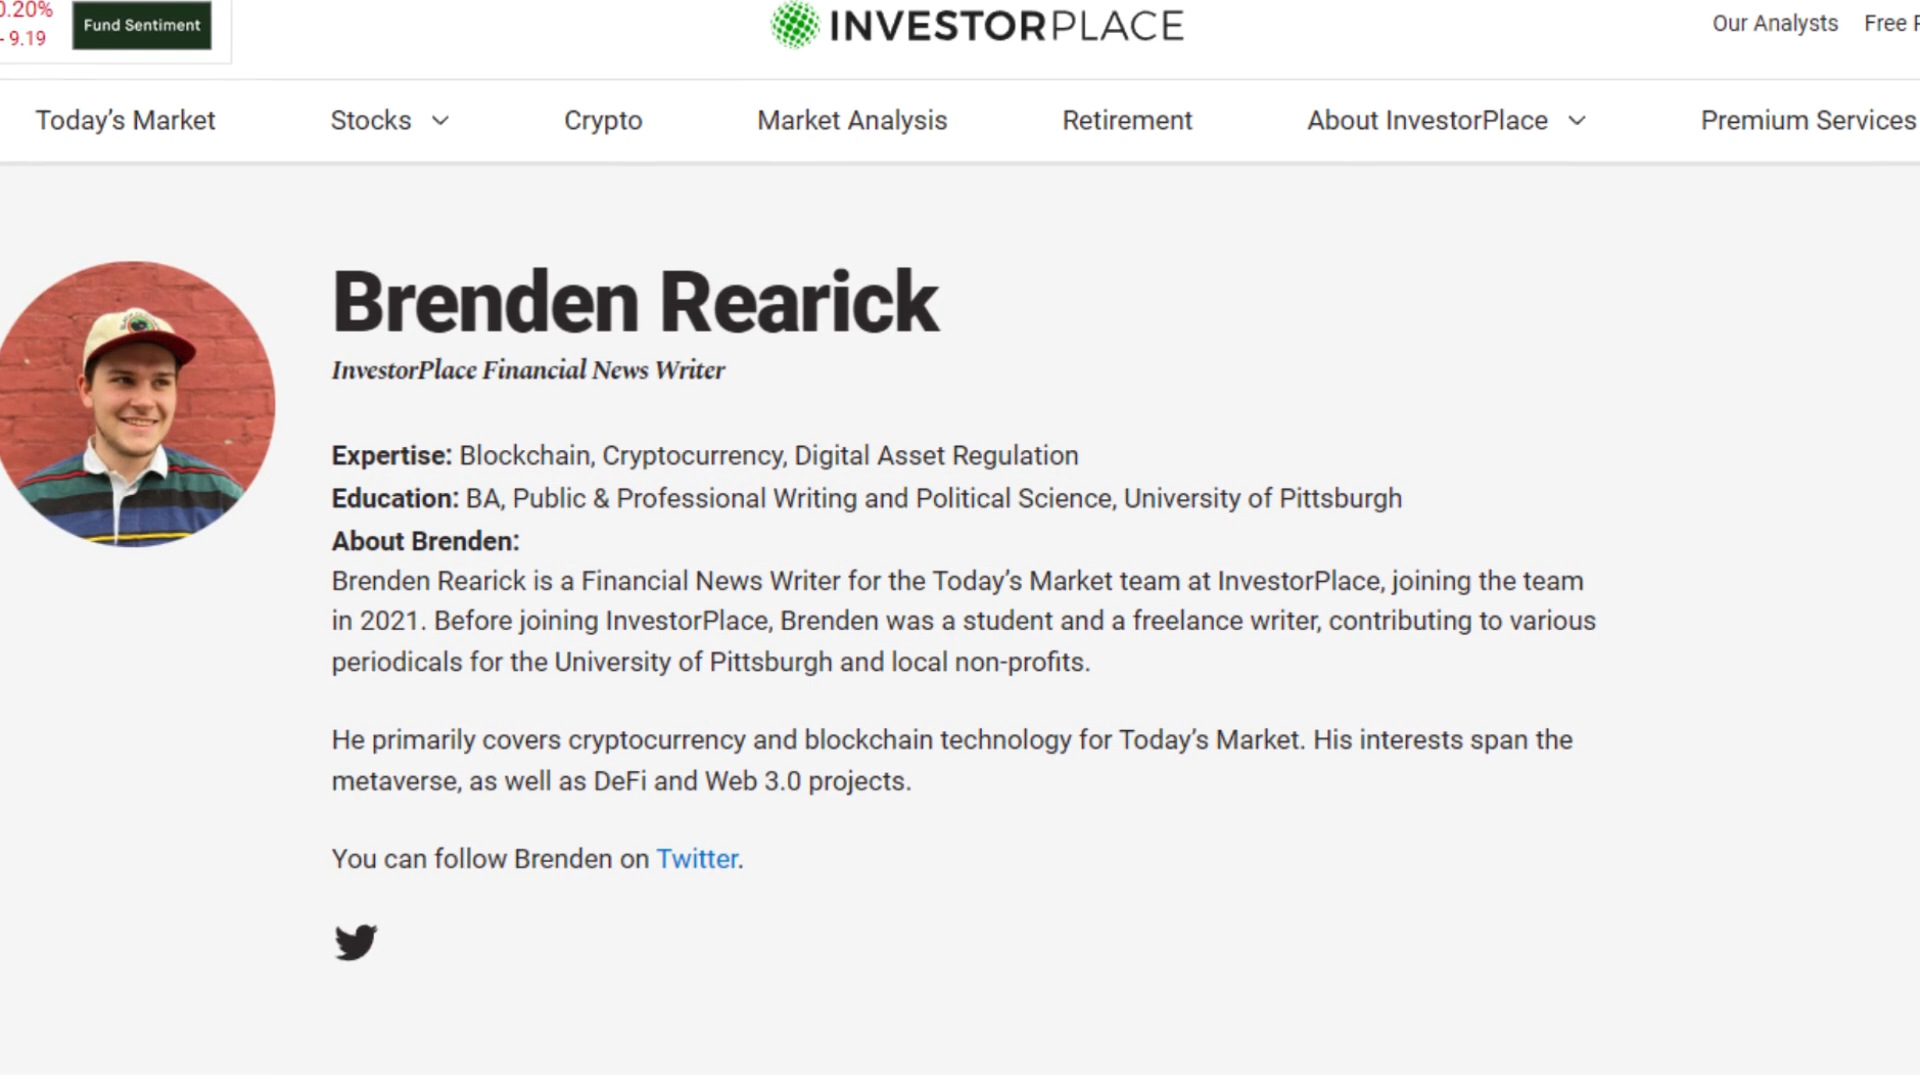 0.20%
- 9.19
Fund Sentiment
INVESTORPLACE
Our Analysts Free
Today’s Market Stocks Crypto Market Analysis Retirement About InvestorPlace Premium Services
Brenden Rearick
InvestorPlace Financial News Writer
Expertise: Blockchain, Cryptocurrency, Digital Asset Regulation
Education: BA, Public & Professional Writing and Political Science, University of Pittsburgh
About Brenden:
Brenden Rearick is a Financial News Writer for the Today’s Market team at InvestorPlace, joining the team
in 2021. Before joining InvestorPlace, Brenden was a student and a freelance writer, contributing to various
periodicals for the University of Pittsburgh and local non-profits.
He primarily covers cryptocurrency and blockchain technology for Today’s Market. His interests span the
metaverse, as well as DeFi and Web 3.0 projects.
You can follow Brenden on Twitter.